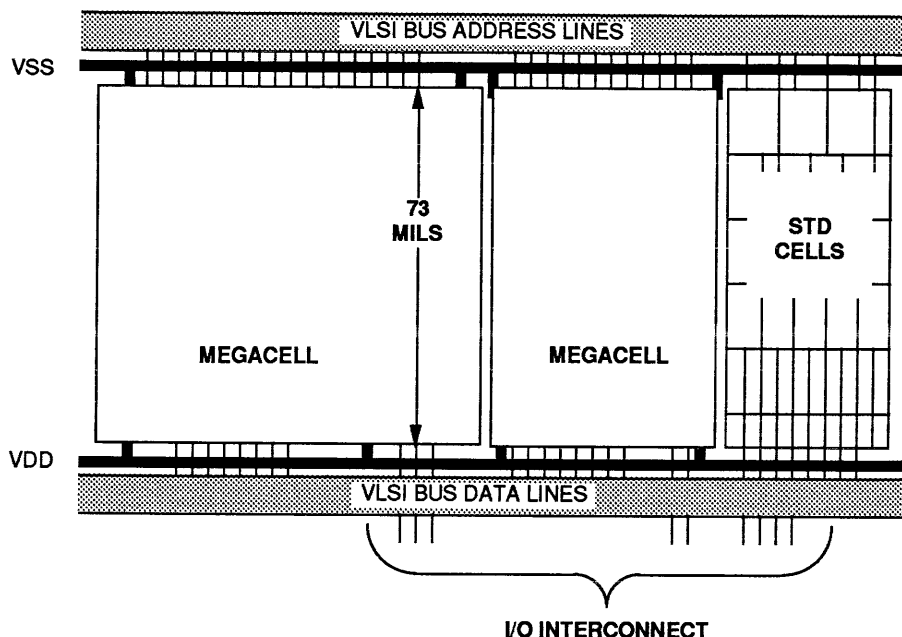 VLSI BUS ADDRESS LINES
VSS
73
MILS
STD
CELLS
MEGACELL
MEGACELL
VDD
VLSI BUS DATA LINES
I/O INTERCONNECT